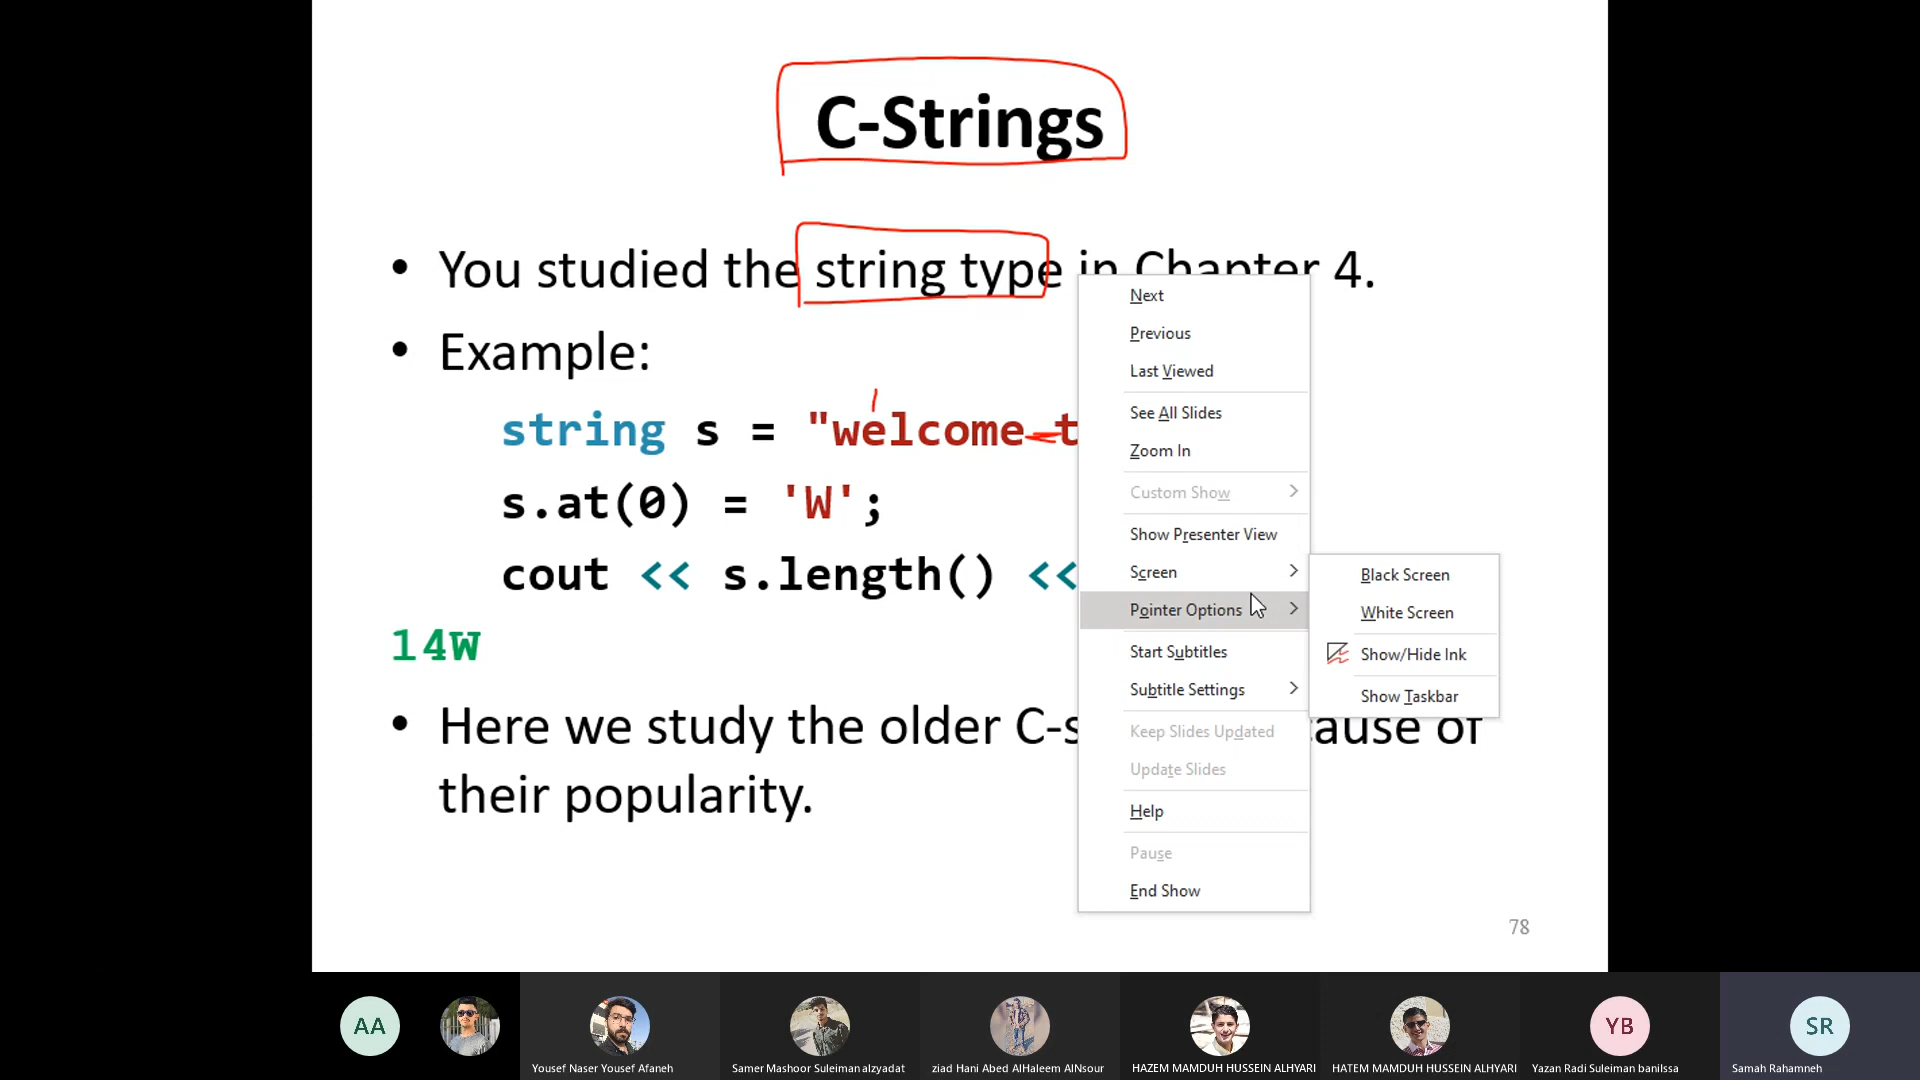 C-Strings
• You studied the string type in Chapter 4.
• Example:
string s = "welcome t
s.at(0) = 'W';
cout << s.length() <<
14W
• Here we study the older C-s cause of
their popularity.
Next
Previous
Last Viewed
See All Slides
Zoom In
Custom Show
Show Presenter View
Screen
Pointer Options
Start Subtitles
Subtitle Settings
Keep Slides Updated
Update Slides
Help
Pause
End Show
Black Screen
White Screen
Show/Hide Ink
Show Taskbar
78
AA
YB
SR
Yousef Naser Yousef Afaneh
Samer Mashoor Suleiman alzyadat
ziad Hani Abed AlHaleem AlNsour
HAZEM MAMDUH HUSSEIN ALHYARI
HATEM MAMDUH HUSSEIN ALHYARI
Yazan Radi Suleiman banilssa
Samah Rahamneh